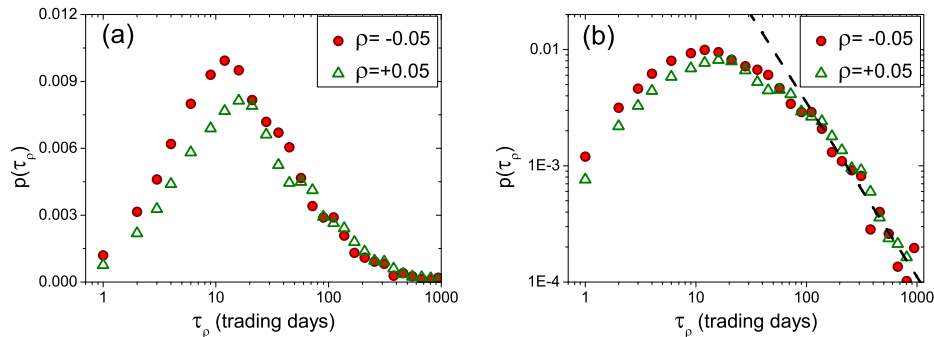 (a)
ρ= -0.05
ρ=+0.05
0.012
0.009
0.006
0.003
0.000
p(τρ)
1 10 100 1000
τρ (trading days)
(b)
ρ= -0.05
ρ=+0.05
0.01
1E-3
1E-4
p(τρ)
1 10 100 1000
τρ (trading days)